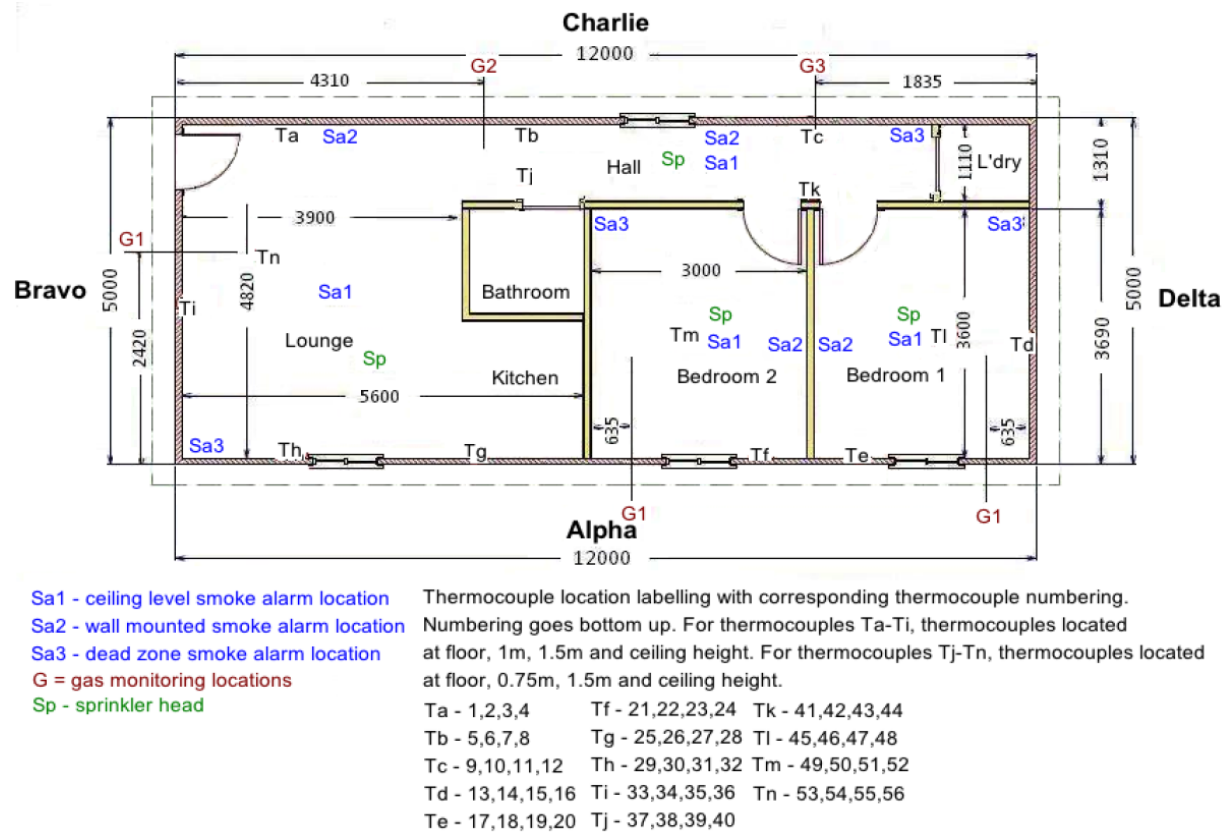 Charlie
12000
G2 G3
4310 1835
Ta Sa2 Tb Sa2 Tc Sa3
Hall Sp Sa1 L'dry
1110 1310
Tj Tk
3900 Sa3 Sa3
G1 Tn 3000
Bravo 5000 4820 Sa1 Bathroom 5000 Delta
Ti Sp Sp
2420 Lounge Tm Sa1 Sa2 Sa2 Sa1 Tl 3600 Td 3690
Sp
Kitchen Bedroom 2 Bedroom 1
5600
635 635
Sa3 Th Tg Tf Te
G1 G1
Alpha
12000
Sa1 - ceiling level smoke alarm location
Sa2 - wall mounted smoke alarm location
Sa3 - dead zone smoke alarm location
G = gas monitoring locations
Sp - sprinkler head
Thermocouple location labelling with corresponding thermocouple numbering.
Numbering goes bottom up. For thermocouples Ta-Ti, thermocouples located
at floor, 1m, 1.5m and ceiling height. For thermocouples Tj-Tn, thermocouples located
at floor, 0.75m, 1.5m and ceiling height.
Ta - 1,2,3,4 Tf - 21,22,23,24 Tk - 41,42,43,44
Tb - 5,6,7,8 Tg - 25,26,27,28 Tl - 45,46,47,48
Tc - 9,10,11,12 Th - 29,30,31,32 Tm - 49,50,51,52
Td - 13,14,15,16 Ti - 33,34,35,36 Tn - 53,54,55,56
Te - 17,18,19,20 Tj - 37,38,39,40